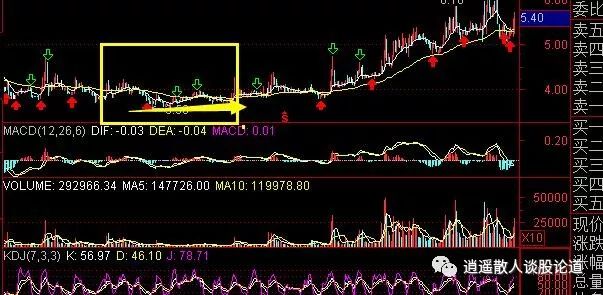 5.40
委比
卖五
卖四
卖三
卖二
卖一
5.00
4.00
3.50
S
MACD(12,26,6) DIF: -0.03 DEA: -0.04 MACD: 0.01
0.20
买一
买二
买三
买四
买五
VOLUME: 292966.34 MA5: 147726.00 MA10: 119978.80
50000
25000
X10
现价
涨跌
涨幅
总量
KDJ(7,3,3) K: 56.97 D: 46.10 J: 78.71
逍遥散人谈股论道